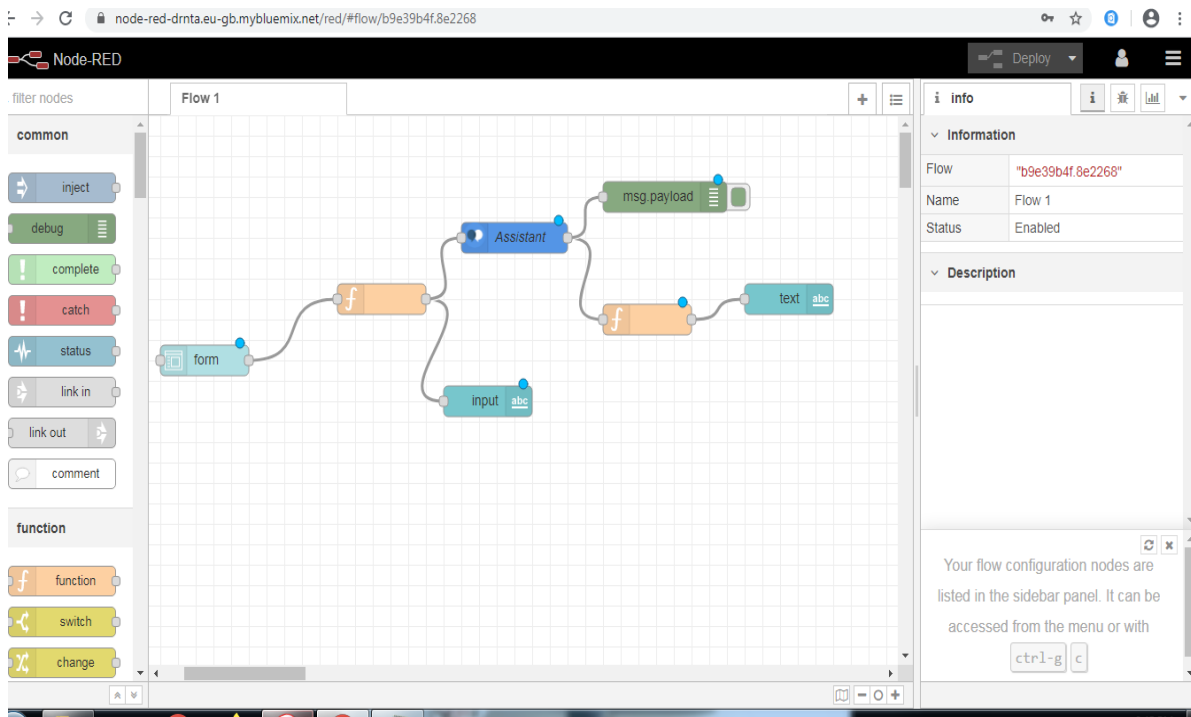 node-red-drnta.eu-gb.mybluemix.net/red/#flow/b9e39b4f.8e2268
Node-RED
Deploy
filter nodes
Flow 1
i info
i
common
inject
debug
complete
catch
status
link in
link out
comment
function
function
switch
change
form
f
Assistant
input abc
msg.payload
f
text abc
Information
Flow "b9e39b4f.8e2268"
Name Flow 1
Status Enabled
Description
Your flow configuration nodes are
listed in the sidebar panel. It can be
accessed from the menu or with
ctrl-g c